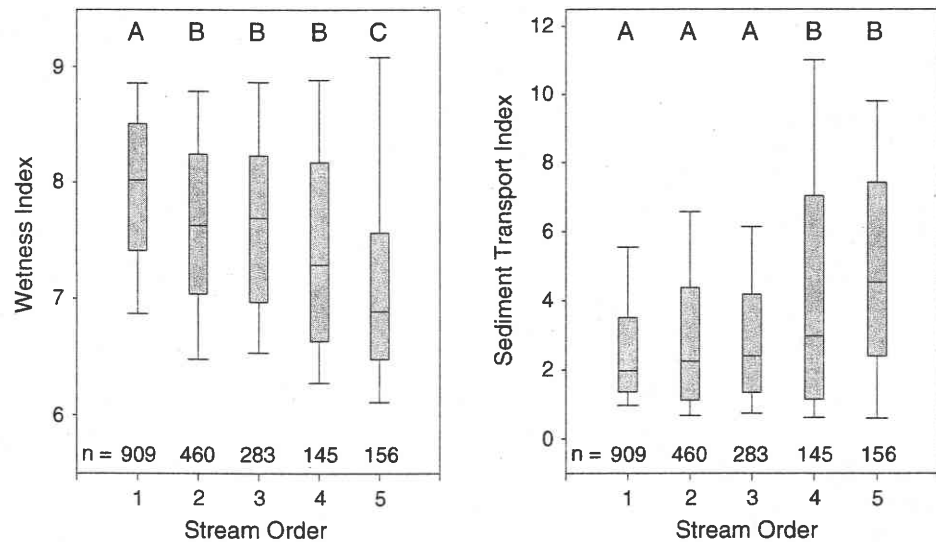 A B B B C
9
8
7
6
Wetness Index
n = 909 460 283 145 156
1 2 3 4 5
Stream Order
A A A B B
12
10
8
6
4
2
0
Sediment Transport Index
n = 909 460 283 145 156
1 2 3 4 5
Stream Order